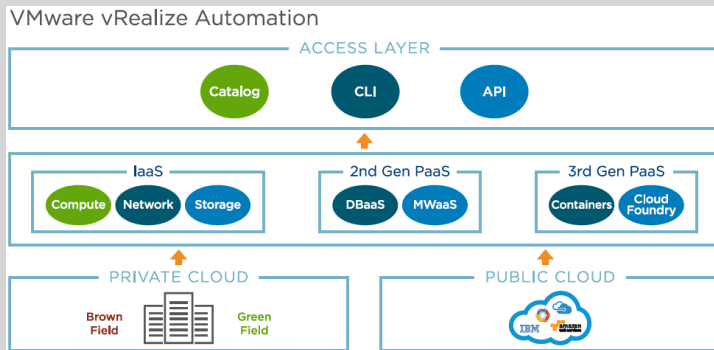 VMware vRealize Automation
ACCESS LAYER
Catalog
CLI
API
IaaS
2nd Gen PaaS
3rd Gen PaaS
Compute
Network
Storage
DBaaS
MWaaS
Containers
Cloud
Foundry
PRIVATE CLOUD
PUBLIC CLOUD
Brown
Field
Green
Field
IBM
amazon
web services